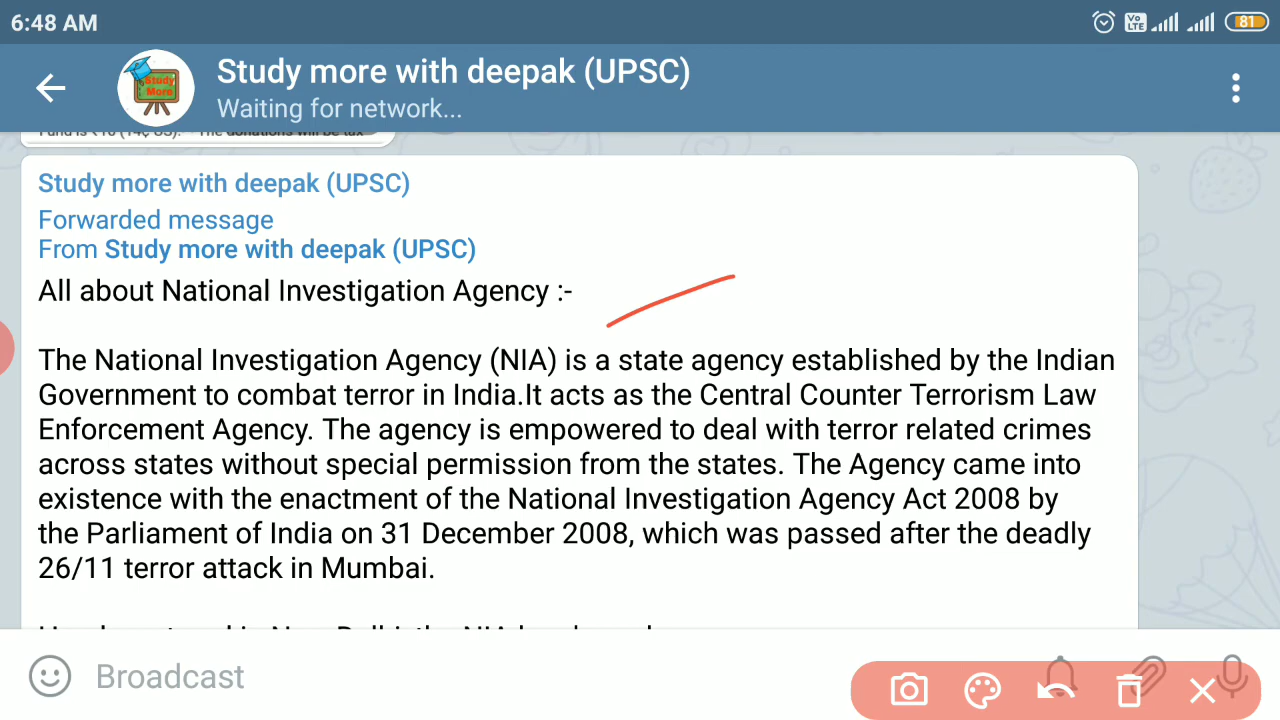 6:48 AM
Vo LTE
81
Study More
Study more with deepak (UPSC)
Waiting for network...
Study more with deepak (UPSC)
Forwarded message
From Study more with deepak (UPSC)
All about National Investigation Agency :-
The National Investigation Agency (NIA) is a state agency established by the Indian
Government to combat terror in India.It acts as the Central Counter Terrorism Law
Enforcement Agency. The agency is empowered to deal with terror related crimes
across states without special permission from the states. The Agency came into
existence with the enactment of the National Investigation Agency Act 2008 by
the Parliament of India on 31 December 2008, which was passed after the deadly
26/11 terror attack in Mumbai.
Broadcast